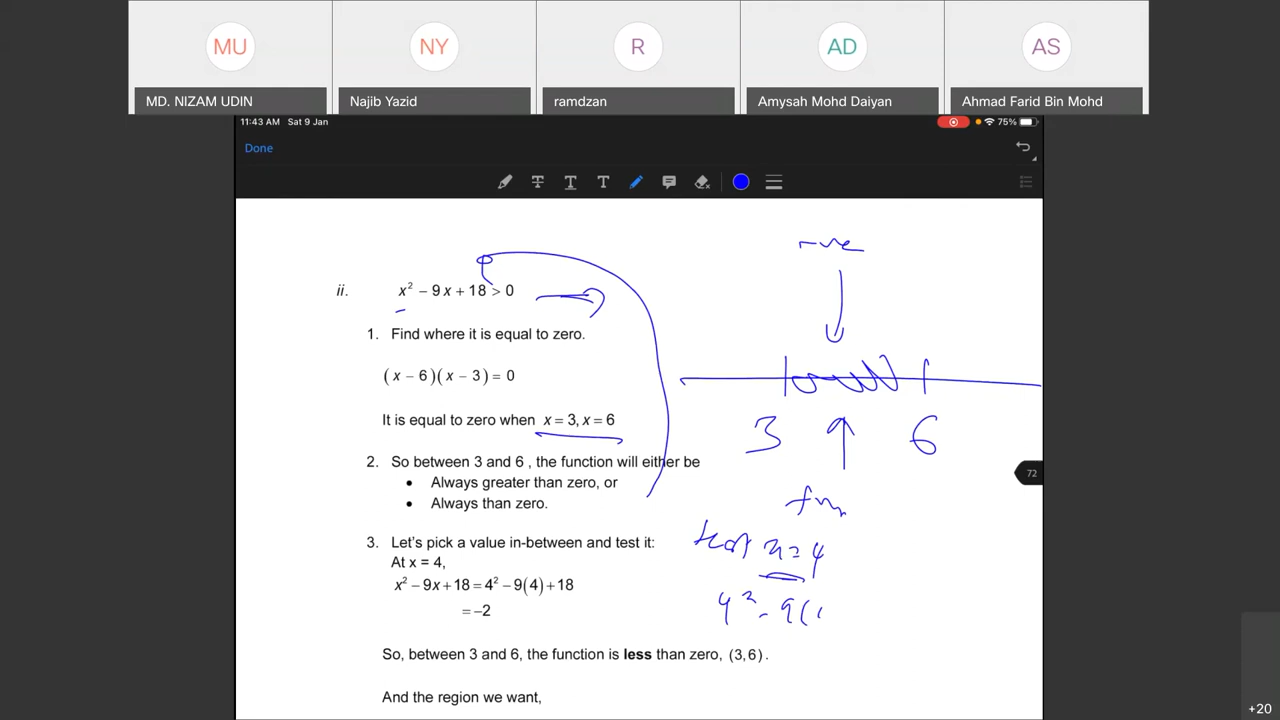 MU
NY
R
AD
AS
MD. NIZAM UDIN
Najib Yazid
ramdzan
Amysah Mohd Daiyan
Ahmad Farid Bin Mohd
11:43 AM Sat 9 Jan
75%
Done
T T T
-ve
ii. x² − 9x + 18 > 0
1. Find where it is equal to zero.
(x − 6)(x − 3) = 0
It is equal to zero when x = 3, x = 6
3 6
2. So between 3 and 6 , the function will either be
• Always greater than zero, or
• Always than zero.
72
test x = 4
3. Let's pick a value in-between and test it:
At x = 4,
x² − 9x + 18 = 4² − 9(4) + 18
= −2
4² - 9(
So, between 3 and 6, the function is less than zero, (3,6).
And the region we want,
+20